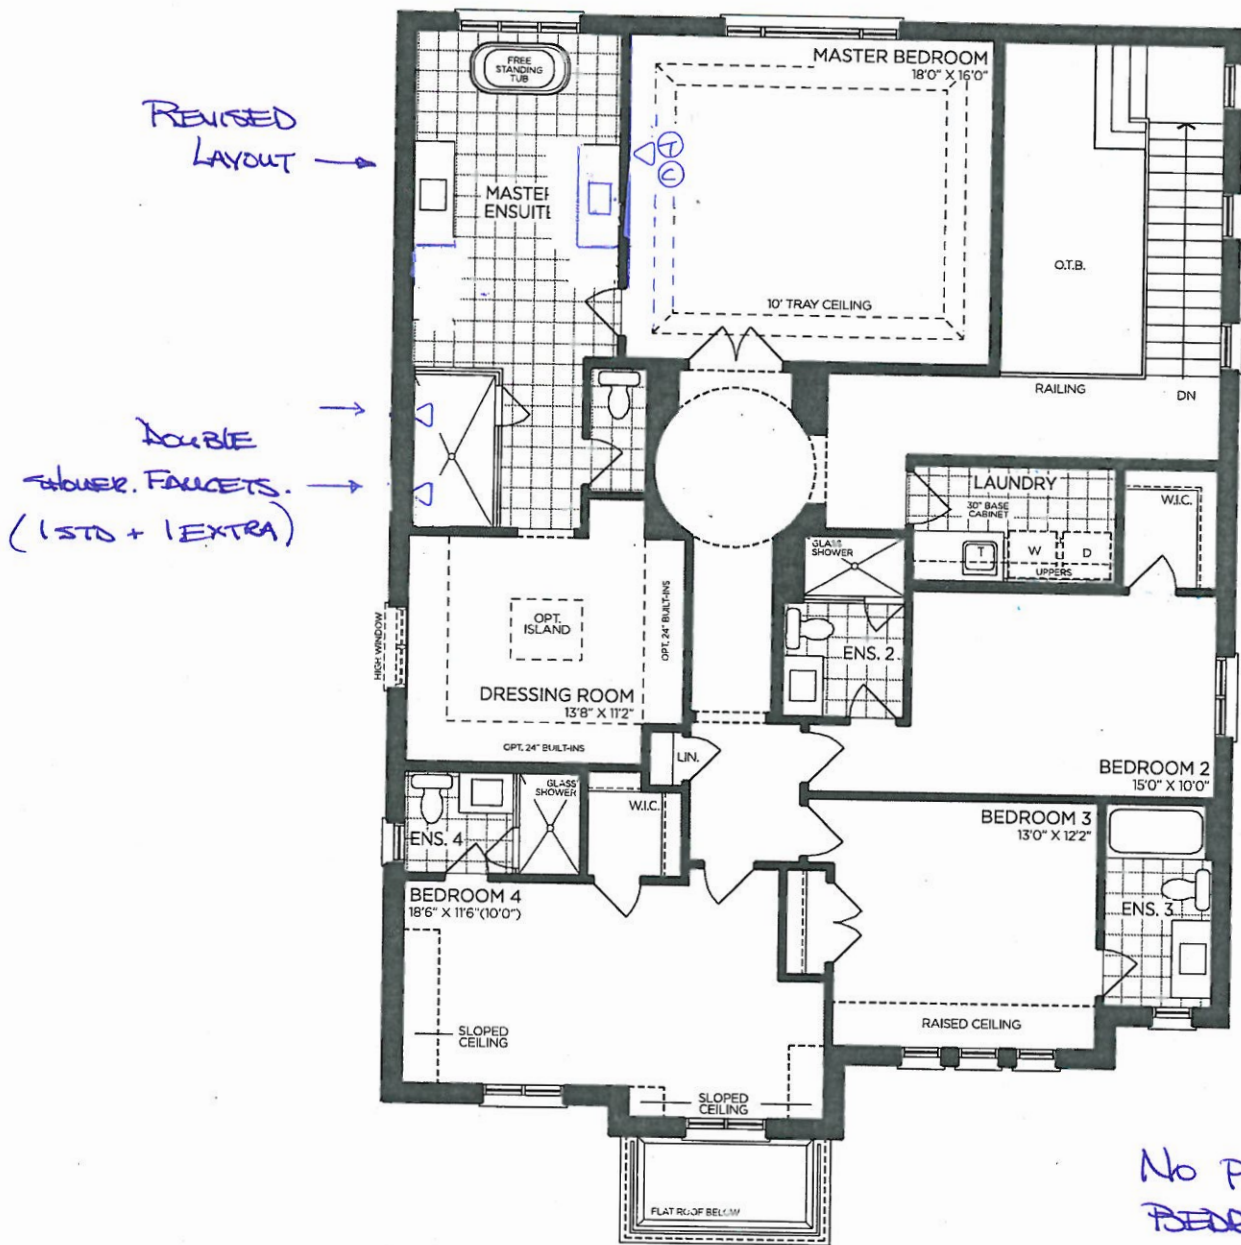 FREE
STANDING
TUB
MASTER BEDROOM
18'0" X 16'0"
REVISED
LAYOUT
T
C
MASTER
ENSUITE
O.T.B.
10' TRAY CEILING
RAILING
DN
DOUBLE
SHOWER. FAUCETS.
(1 STD + 1 EXTRA)
LAUNDRY
30" BASE
CABINET
W.I.C.
T
W
D
UPPERS
GLASS
SHOWER
HIGH WINDOW
OPT.
ISLAND
OPT. 24" BUILT-INS
ENS. 2
DRESSING ROOM
13'8" X 11'2"
OPT. 24" BUILT-INS
LIN.
BEDROOM 2
15'0" X 10'0"
GLASS
SHOWER
W.I.C.
ENS. 4
BEDROOM 3
13'0" X 12'2"
BEDROOM 4
18'6" X 11'6"(10'0")
ENS. 3
SLOPED
CEILING
RAISED CEILING
SLOPED
CEILING
FLAT ROOF BELOW
No